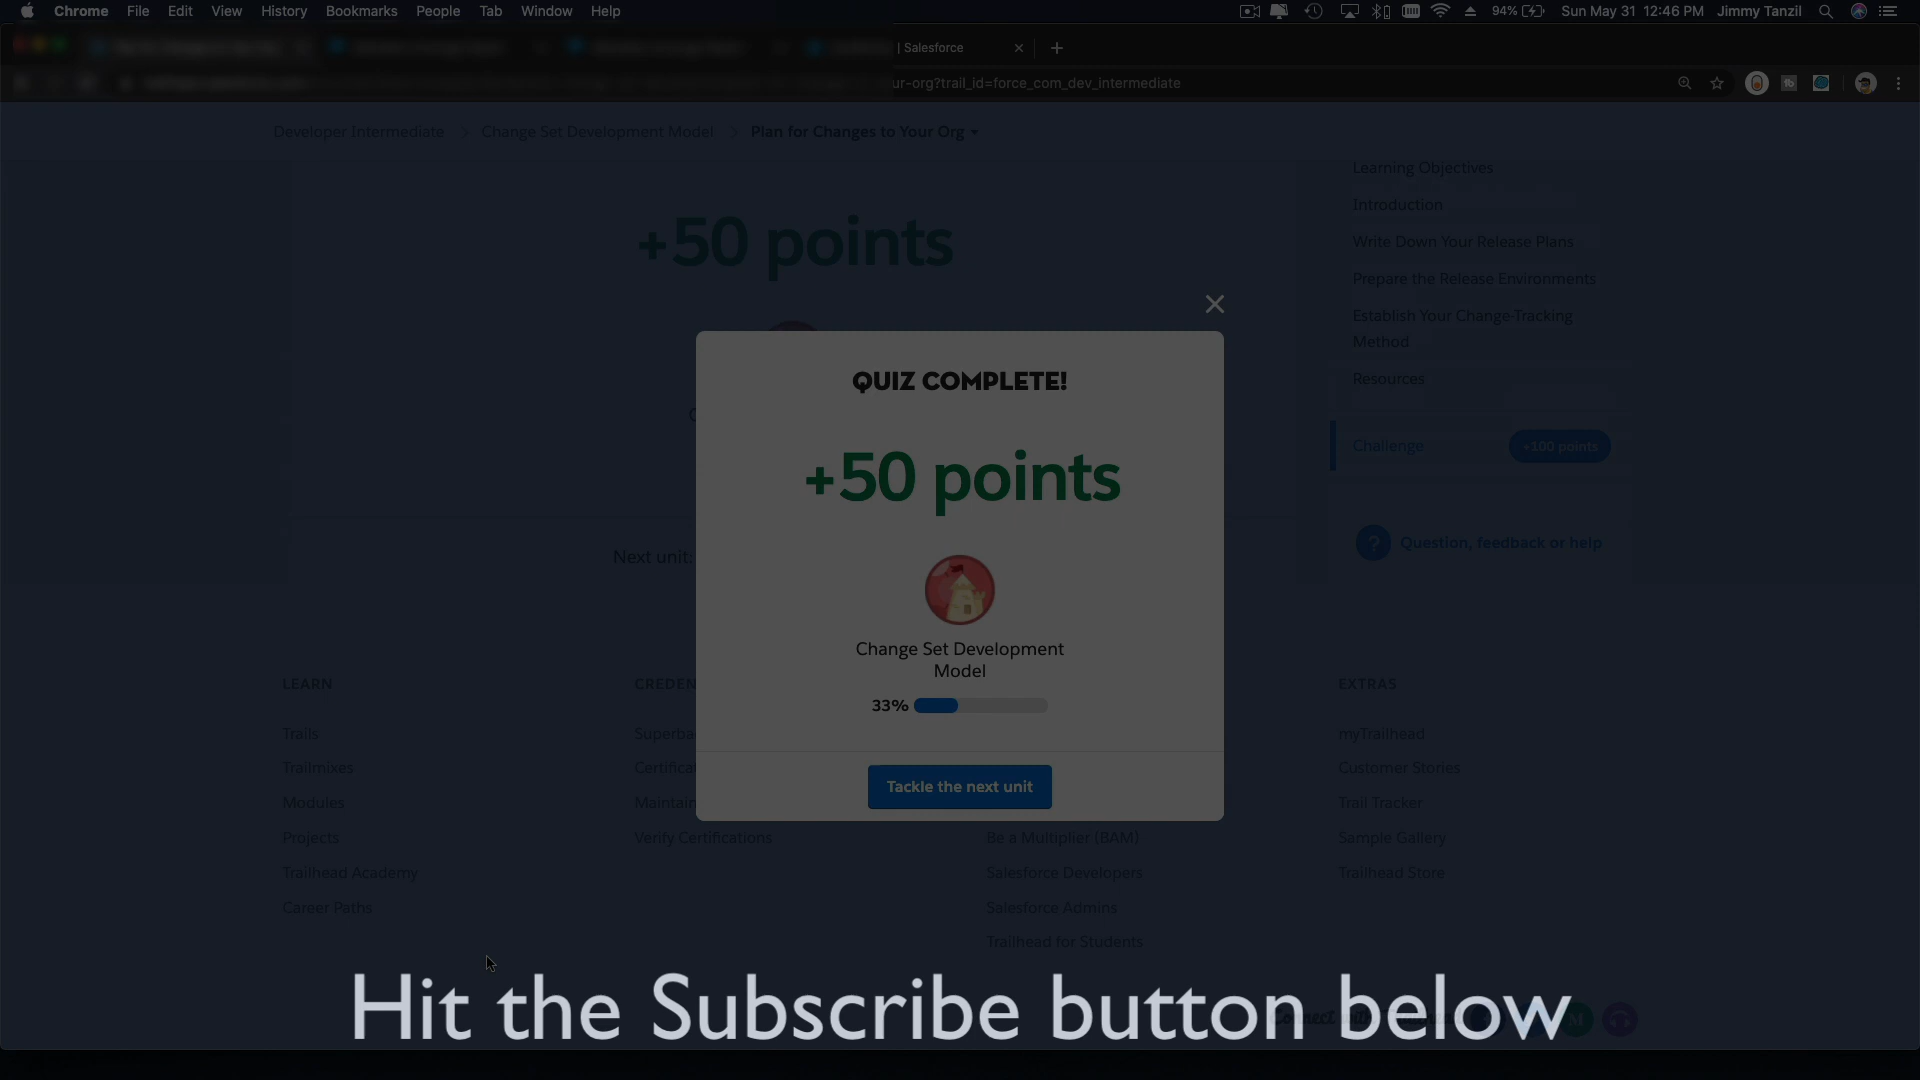 Chrome File Edit View History Bookmarks People Tab Window Help
94% Sun May 31 12:46 PM Jimmy Tanzil
| Salesforce
ur-org?trail_id=force_com_dev_intermediate
Developer Intermediate > Change Set Development Model > Plan for Changes to Your Org
Learning Objectives
Introduction
Write Down Your Release Plans
Prepare the Release Environments
Establish Your Change-Tracking
Method
Resources
Challenge +100 points
? Question, feedback or help
+50 points
QUIZ COMPLETE!
+50 points
Change Set Development
Model
33%
Tackle the next unit
Next unit:
LEARN
Trails
Trailmixes
Modules
Projects
Trailhead Academy
Career Paths
Verify Certifications
Be a Multiplier (BAM)
Salesforce Developers
Salesforce Admins
Trailhead for Students
EXTRAS
myTrailhead
Customer Stories
Trail Tracker
Sample Gallery
Trailhead Store
Hit the Subscribe button below